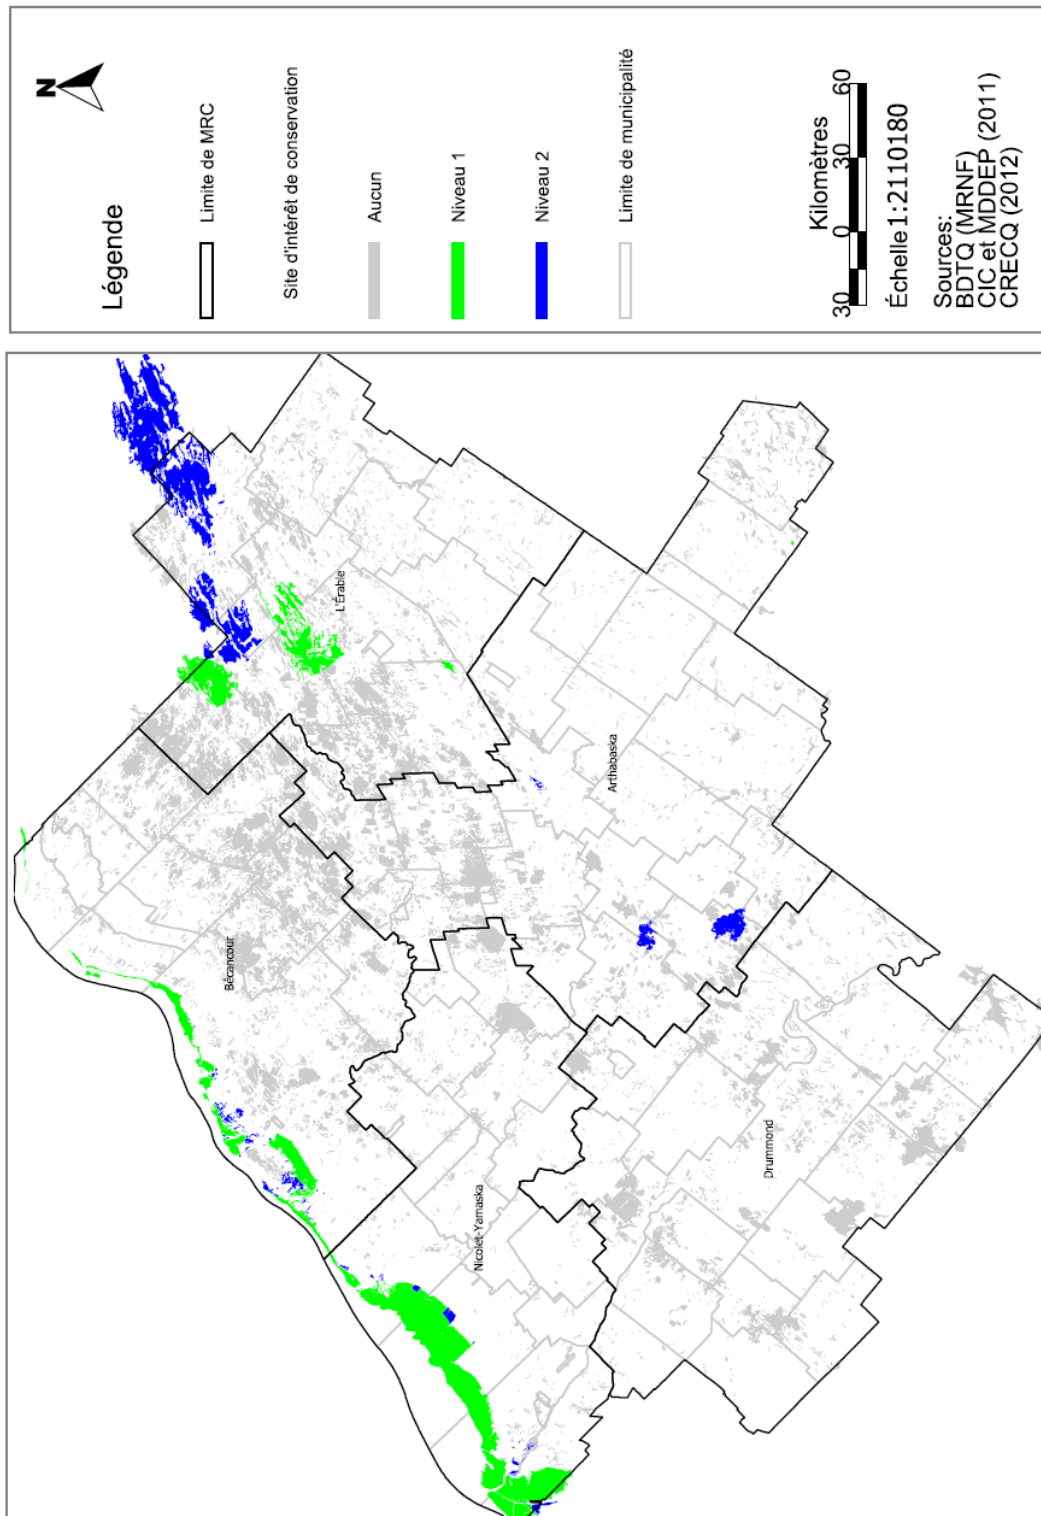 N
Légende
Limite de MRC
Site d'intérêt de conservation
Aucun
Niveau 1
Niveau 2
Limite de municipalité
Kilomètres
30 0 30 60
Échelle 1:2110180
Sources:
BDTQ (MRNF)
CIC et MDDEP (2011)
CRECQ (2012)
L'Érable
Arthabaska
Bécancour
Drummond
Nicolet-Yamaska